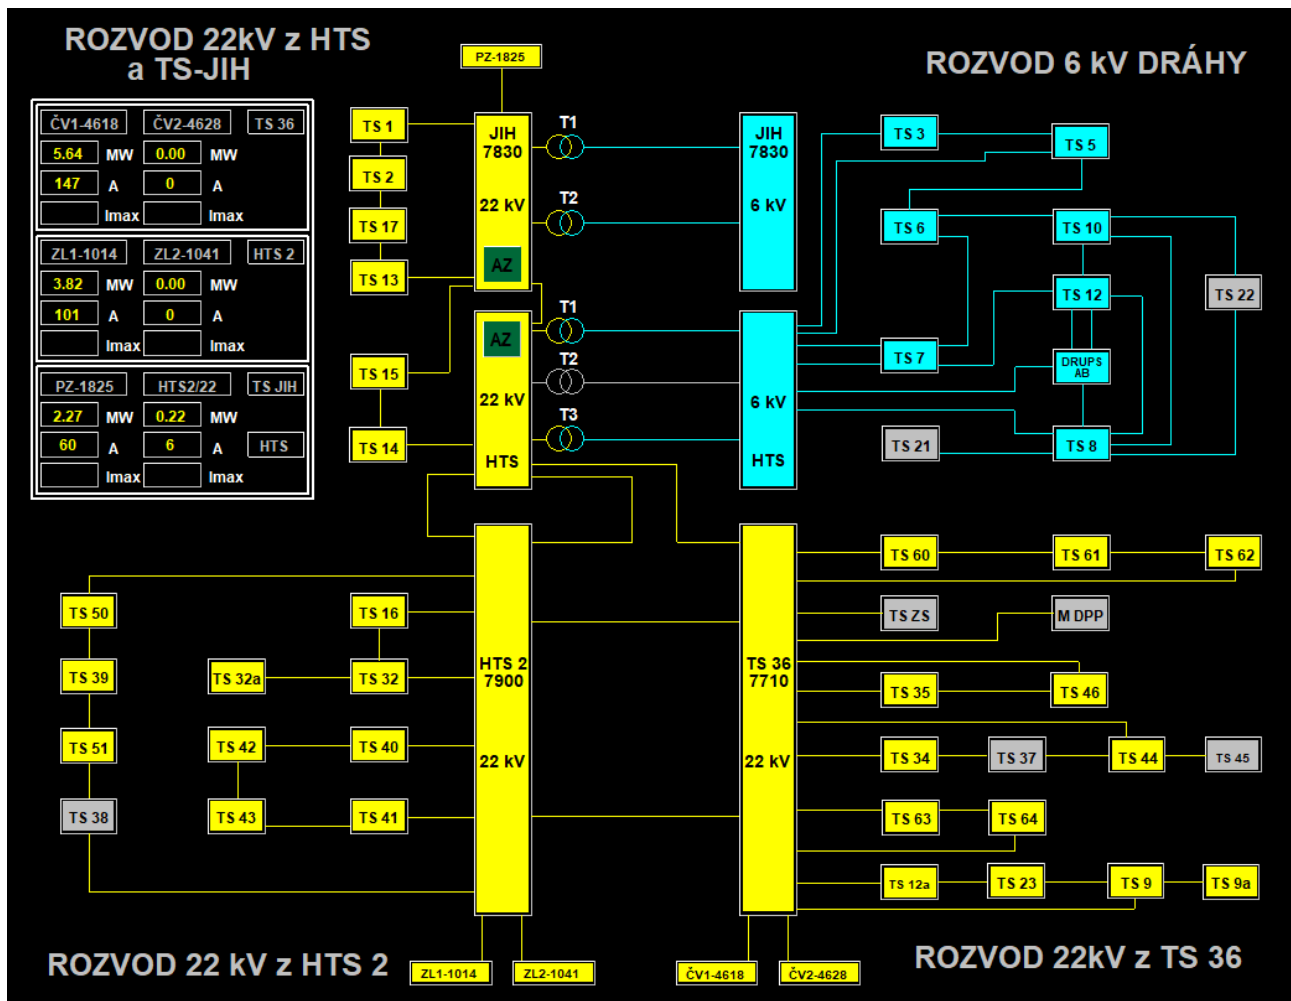 ROZVOD 22kV z HTS
a TS-JIH
ROZVOD 6 kV DRÁHY
PZ-1825
ČV1-4618 ČV2-4628 TS 36
5.64 MW 0.00 MW
147 A 0 A
Imax Imax
ZL1-1014 ZL2-1041 HTS 2
3.82 MW 0.00 MW
101 A 0 A
Imax Imax
PZ-1825 HTS2/22 TS JIH
2.27 MW 0.22 MW
60 A 6 A HTS
Imax Imax
TS 1
TS 2
TS 17
TS 13
TS 15
TS 14
JIH
7830
22 kV
AZ
T1
T2
JIH
7830
6 kV
AZ
22 kV
HTS
T1
T2
T3
6 kV
HTS
TS 3
TS 5
TS 6
TS 10
TS 12
TS 22
TS 7
DRUPS
AB
TS 21
TS 8
TS 50
TS 16
TS 39
TS 32a
TS 32
TS 51
TS 42
TS 40
TS 38
TS 43
TS 41
HTS 2
7900
22 kV
TS 36
7710
22 kV
TS 60
TS 61
TS 62
TS ZS
M DPP
TS 35
TS 46
TS 34
TS 37
TS 44
TS 45
TS 63
TS 64
TS 12a
TS 23
TS 9
TS 9a
ROZVOD 22 kV z HTS 2
ZL1-1014
ZL2-1041
ČV1-4618
ČV2-4628
ROZVOD 22kV z TS 36